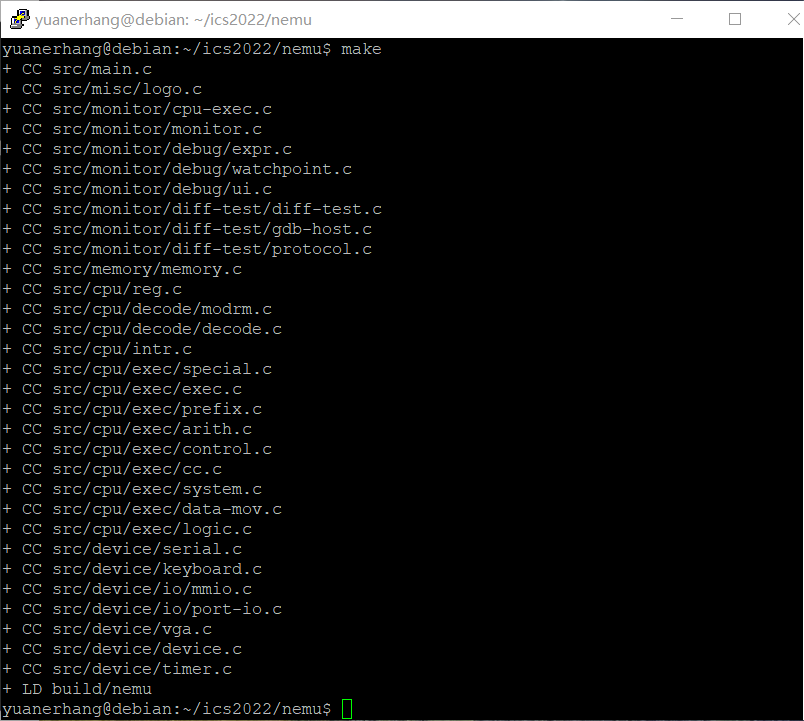 yuanerhang@debian: ~/ics2022/nemu
yuanerhang@debian:~/ics2022/nemu$ make
+ CC src/main.c
+ CC src/misc/logo.c
+ CC src/monitor/cpu-exec.c
+ CC src/monitor/monitor.c
+ CC src/monitor/debug/expr.c
+ CC src/monitor/debug/watchpoint.c
+ CC src/monitor/debug/ui.c
+ CC src/monitor/diff-test/diff-test.c
+ CC src/monitor/diff-test/gdb-host.c
+ CC src/monitor/diff-test/protocol.c
+ CC src/memory/memory.c
+ CC src/cpu/reg.c
+ CC src/cpu/decode/modrm.c
+ CC src/cpu/decode/decode.c
+ CC src/cpu/intr.c
+ CC src/cpu/exec/special.c
+ CC src/cpu/exec/exec.c
+ CC src/cpu/exec/prefix.c
+ CC src/cpu/exec/arith.c
+ CC src/cpu/exec/control.c
+ CC src/cpu/exec/cc.c
+ CC src/cpu/exec/system.c
+ CC src/cpu/exec/data-mov.c
+ CC src/cpu/exec/logic.c
+ CC src/device/serial.c
+ CC src/device/keyboard.c
+ CC src/device/io/mmio.c
+ CC src/device/io/port-io.c
+ CC src/device/vga.c
+ CC src/device/device.c
+ CC src/device/timer.c
+ LD build/nemu
yuanerhang@debian:~/ics2022/nemu$